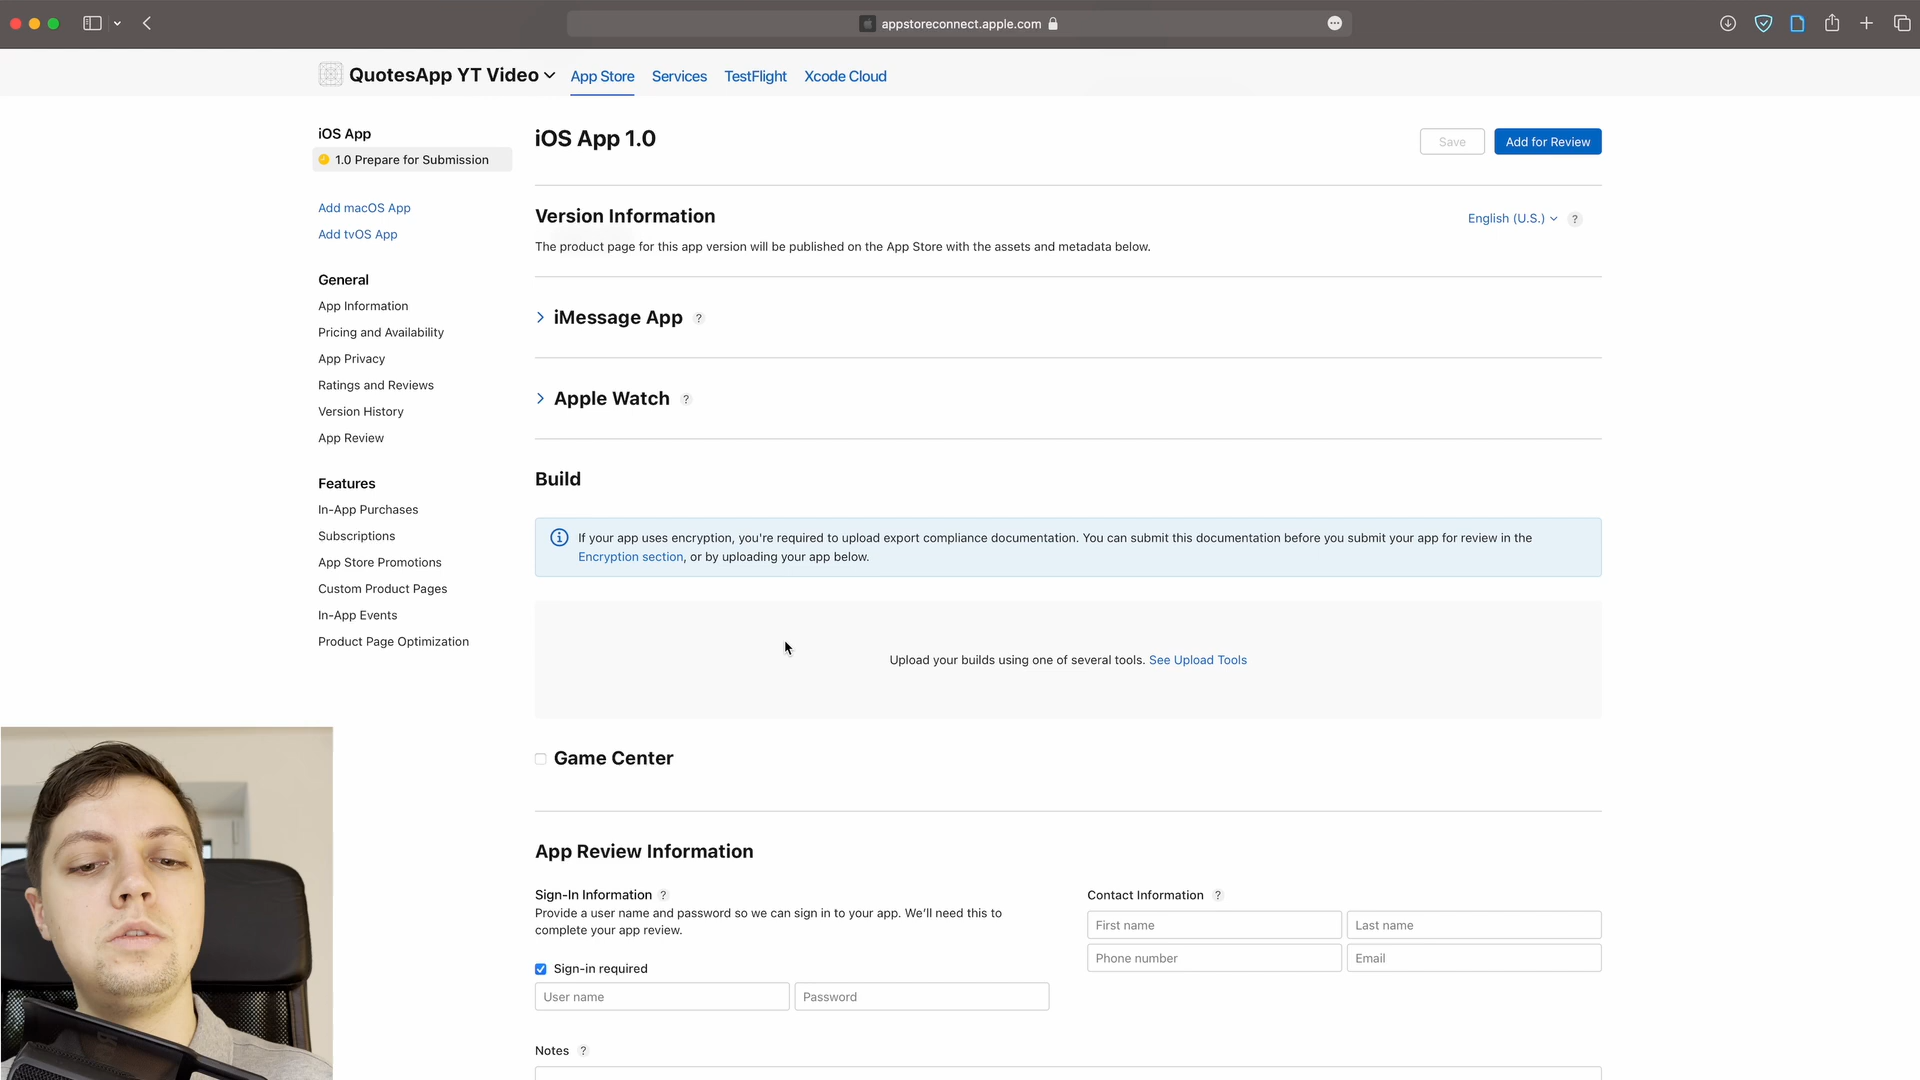 appstoreconnect.apple.com
QuotesApp YT Video
App Store
Services
TestFlight
Xcode Cloud
iOS App
1.0 Prepare for Submission
Add macOS App
Add tvOS App
General
App Information
Pricing and Availability
App Privacy
Ratings and Reviews
Version History
App Review
Features
In-App Purchases
Subscriptions
App Store Promotions
Custom Product Pages
In-App Events
Product Page Optimization
iOS App 1.0
Save
Add for Review
Version Information
English (U.S.)
?
The product page for this app version will be published on the App Store with the assets and metadata below.
iMessage App ?
Apple Watch ?
Build
If your app uses encryption, you're required to upload export compliance documentation. You can submit this documentation before you submit your app for review in the
Encryption section, or by uploading your app below.
Upload your builds using one of several tools. See Upload Tools
Game Center
App Review Information
Sign-In Information ?
Provide a user name and password so we can sign in to your app. We'll need this to
complete your app review.
Sign-in required
User name
Password
Contact Information ?
First name
Last name
Phone number
Email
Notes ?